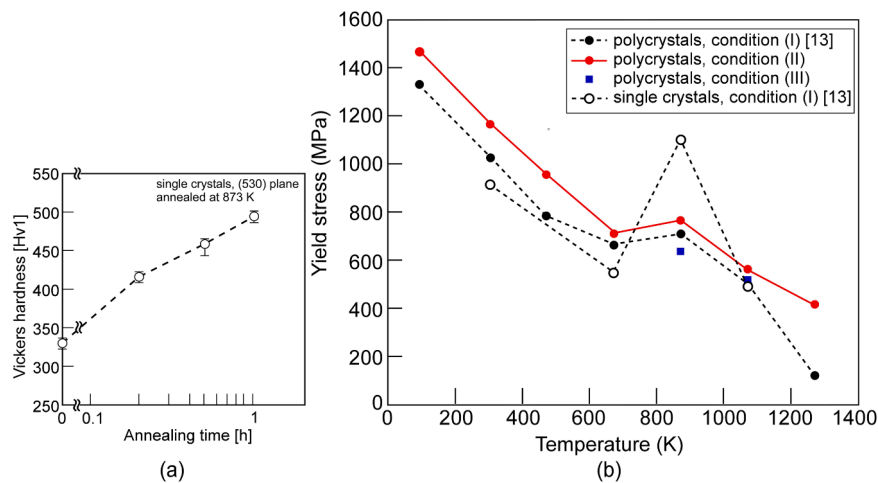 550
500
450
400
350
300
250
0
0.1
1
Vickers hardness [Hv1]
Annealing time [h]
single crystals, (530) plane
annealed at 873 K
(a)
1600
1400
1200
1000
800
600
400
200
0
0
200
400
600
800
1000
1200
1400
Yield stress (MPa)
Temperature (K)
polycrystals, condition (I) [13]
polycrystals, condition (II)
polycrystals, condition (III)
single crystals, condition (I) [13]
(b)